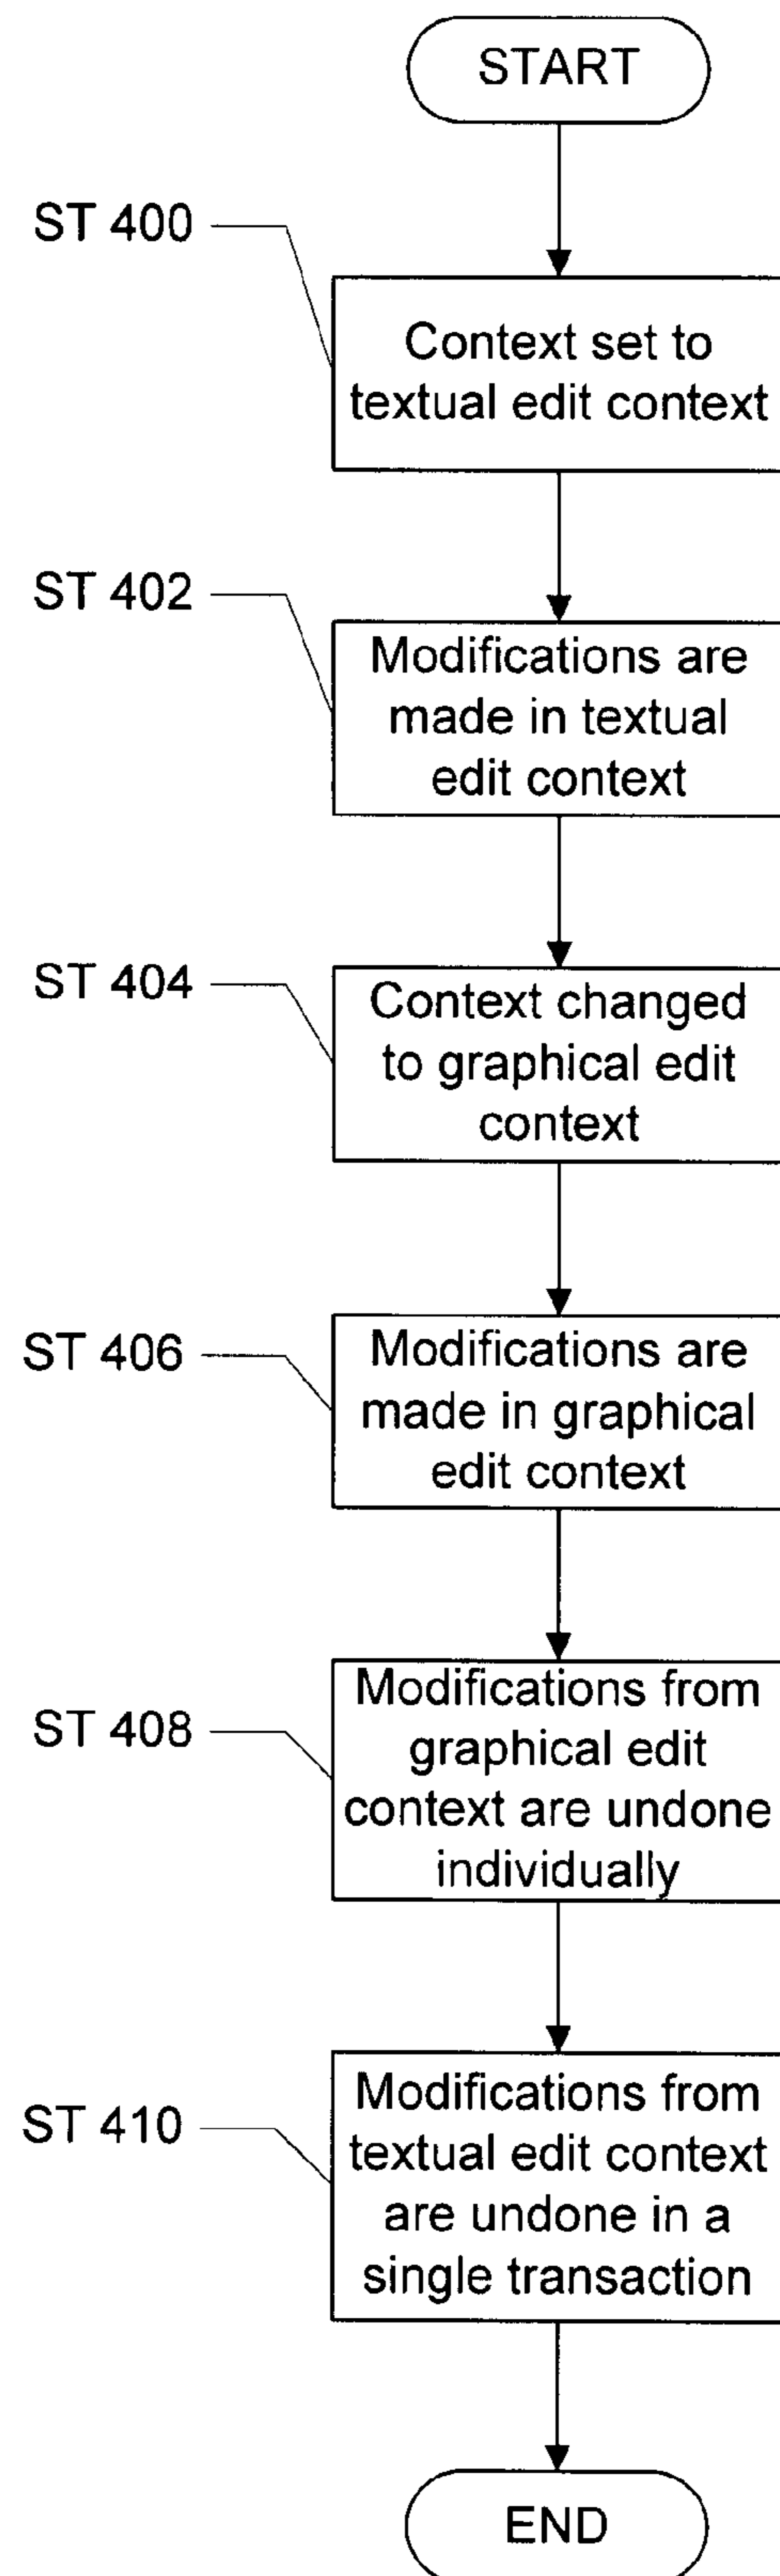 START
ST 400
Context set to
textual edit context
ST 402
Modifications are
made in textual
edit context
ST 404
Context changed
to graphical edit
context
ST 406
Modifications are
made in graphical
edit context
ST 408
Modifications from
graphical edit
context are undone
individually
ST 410
Modifications from
textual edit context
are undone in a
single transaction
END